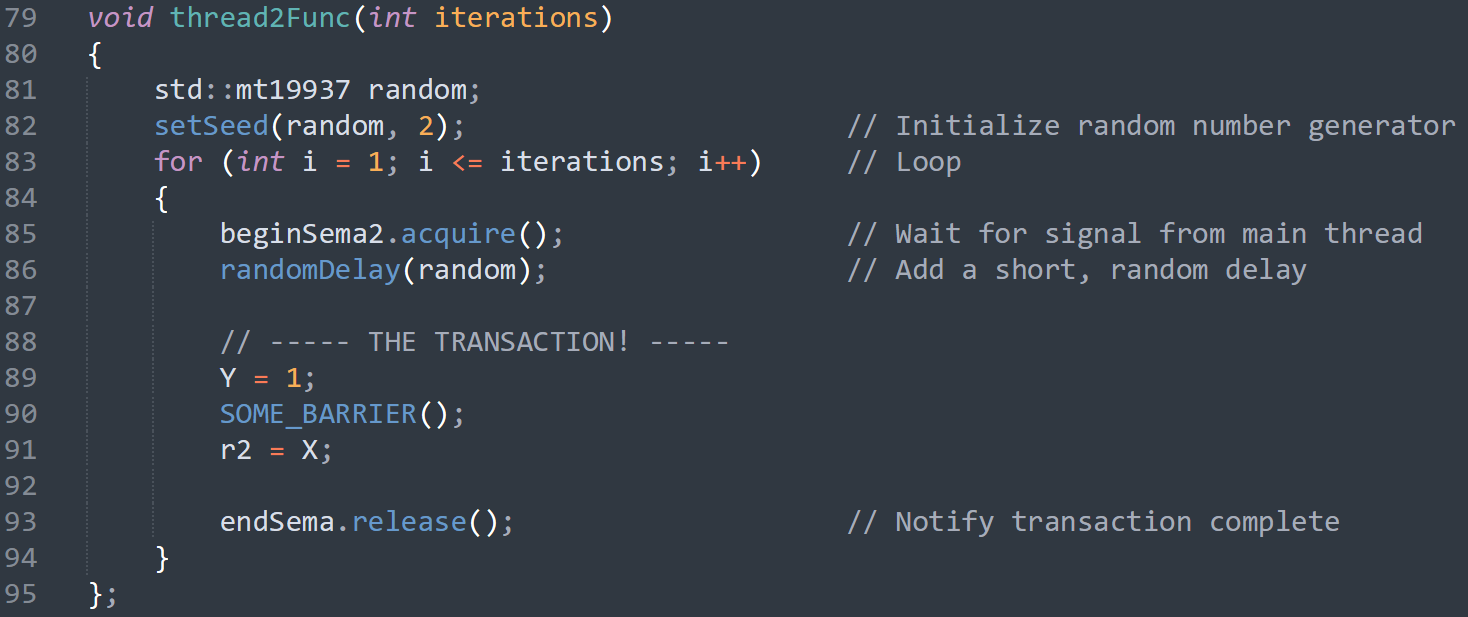 79 void thread2Func(int iterations)
80 {
81 std::mt19937 random;
82 setSeed(random, 2); // Initialize random number generator
83 for (int i = 1; i <= iterations; i++) // Loop
84 {
85 beginSema2.acquire(); // Wait for signal from main thread
86 randomDelay(random); // Add a short, random delay
87
88 // ----- THE TRANSACTION! -----
89 Y = 1;
90 SOME_BARRIER();
91 r2 = X;
92
93 endSema.release(); // Notify transaction complete
94 }
95 };